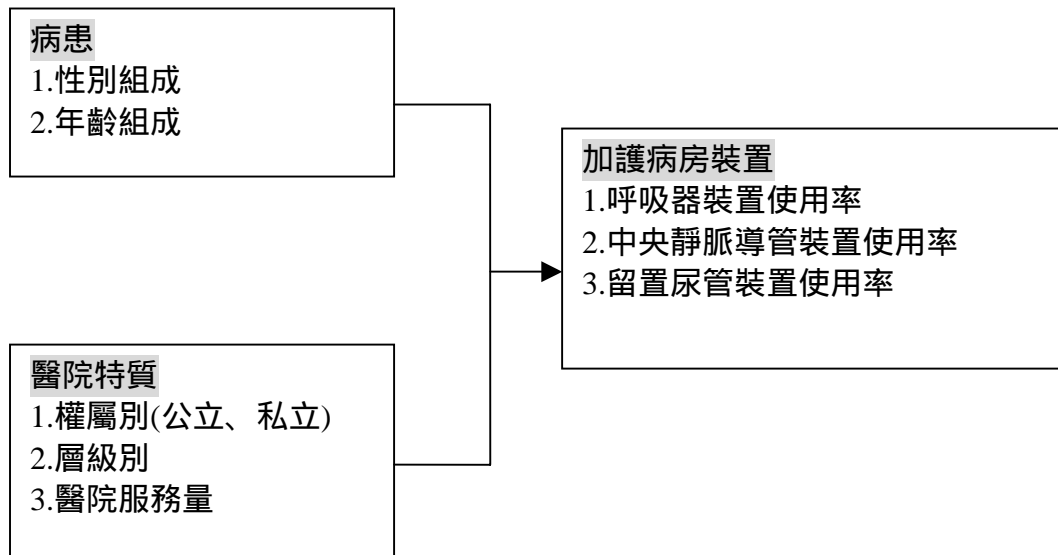 病患
1.性別組成
2.年齡組成
加護病房裝置
1.呼吸器裝置使用率
2.中央靜脈導管裝置使用率
3.留置尿管裝置使用率
醫院特質
1.權屬別(公立、私立)
2.層級別
3.醫院服務量